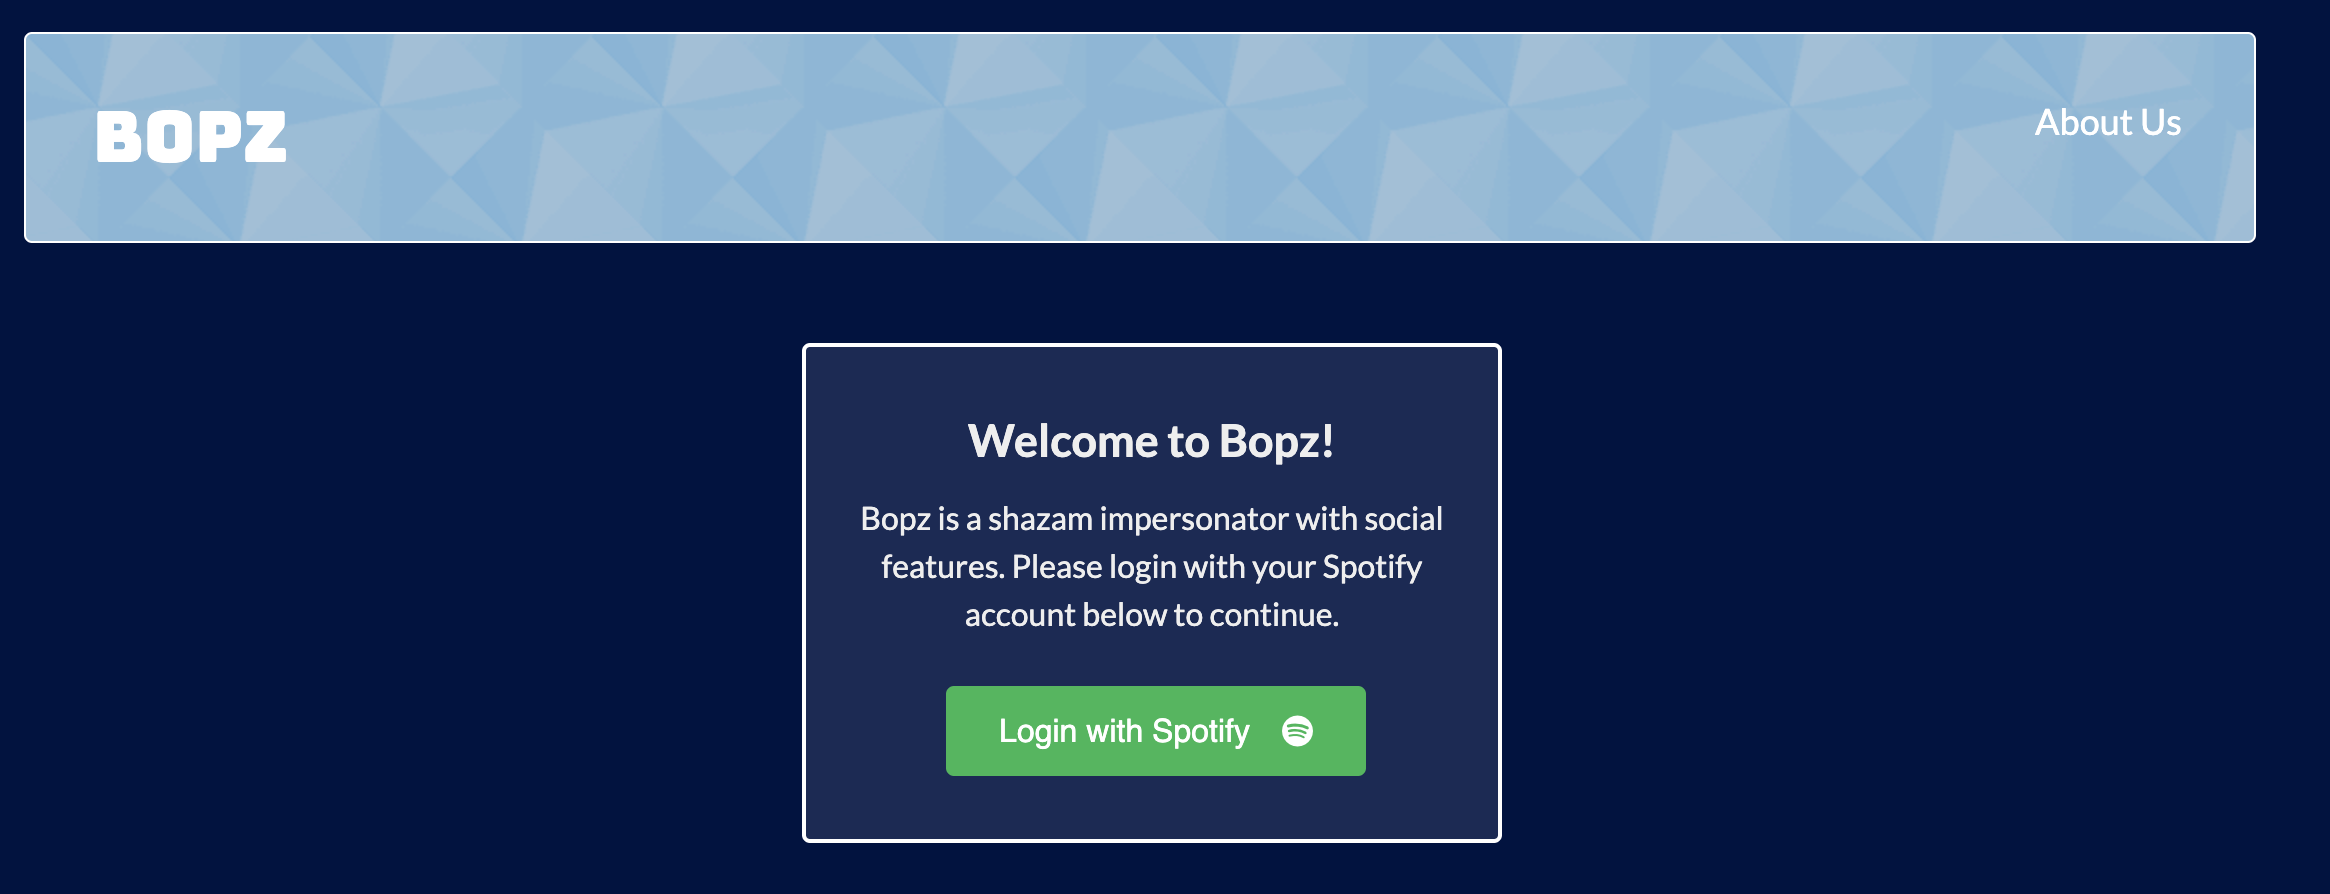 BOPZ
About Us
Welcome to Bopz!
Bopz is a shazam impersonator with social
features. Please login with your Spotify
account below to continue.
Login with Spotify